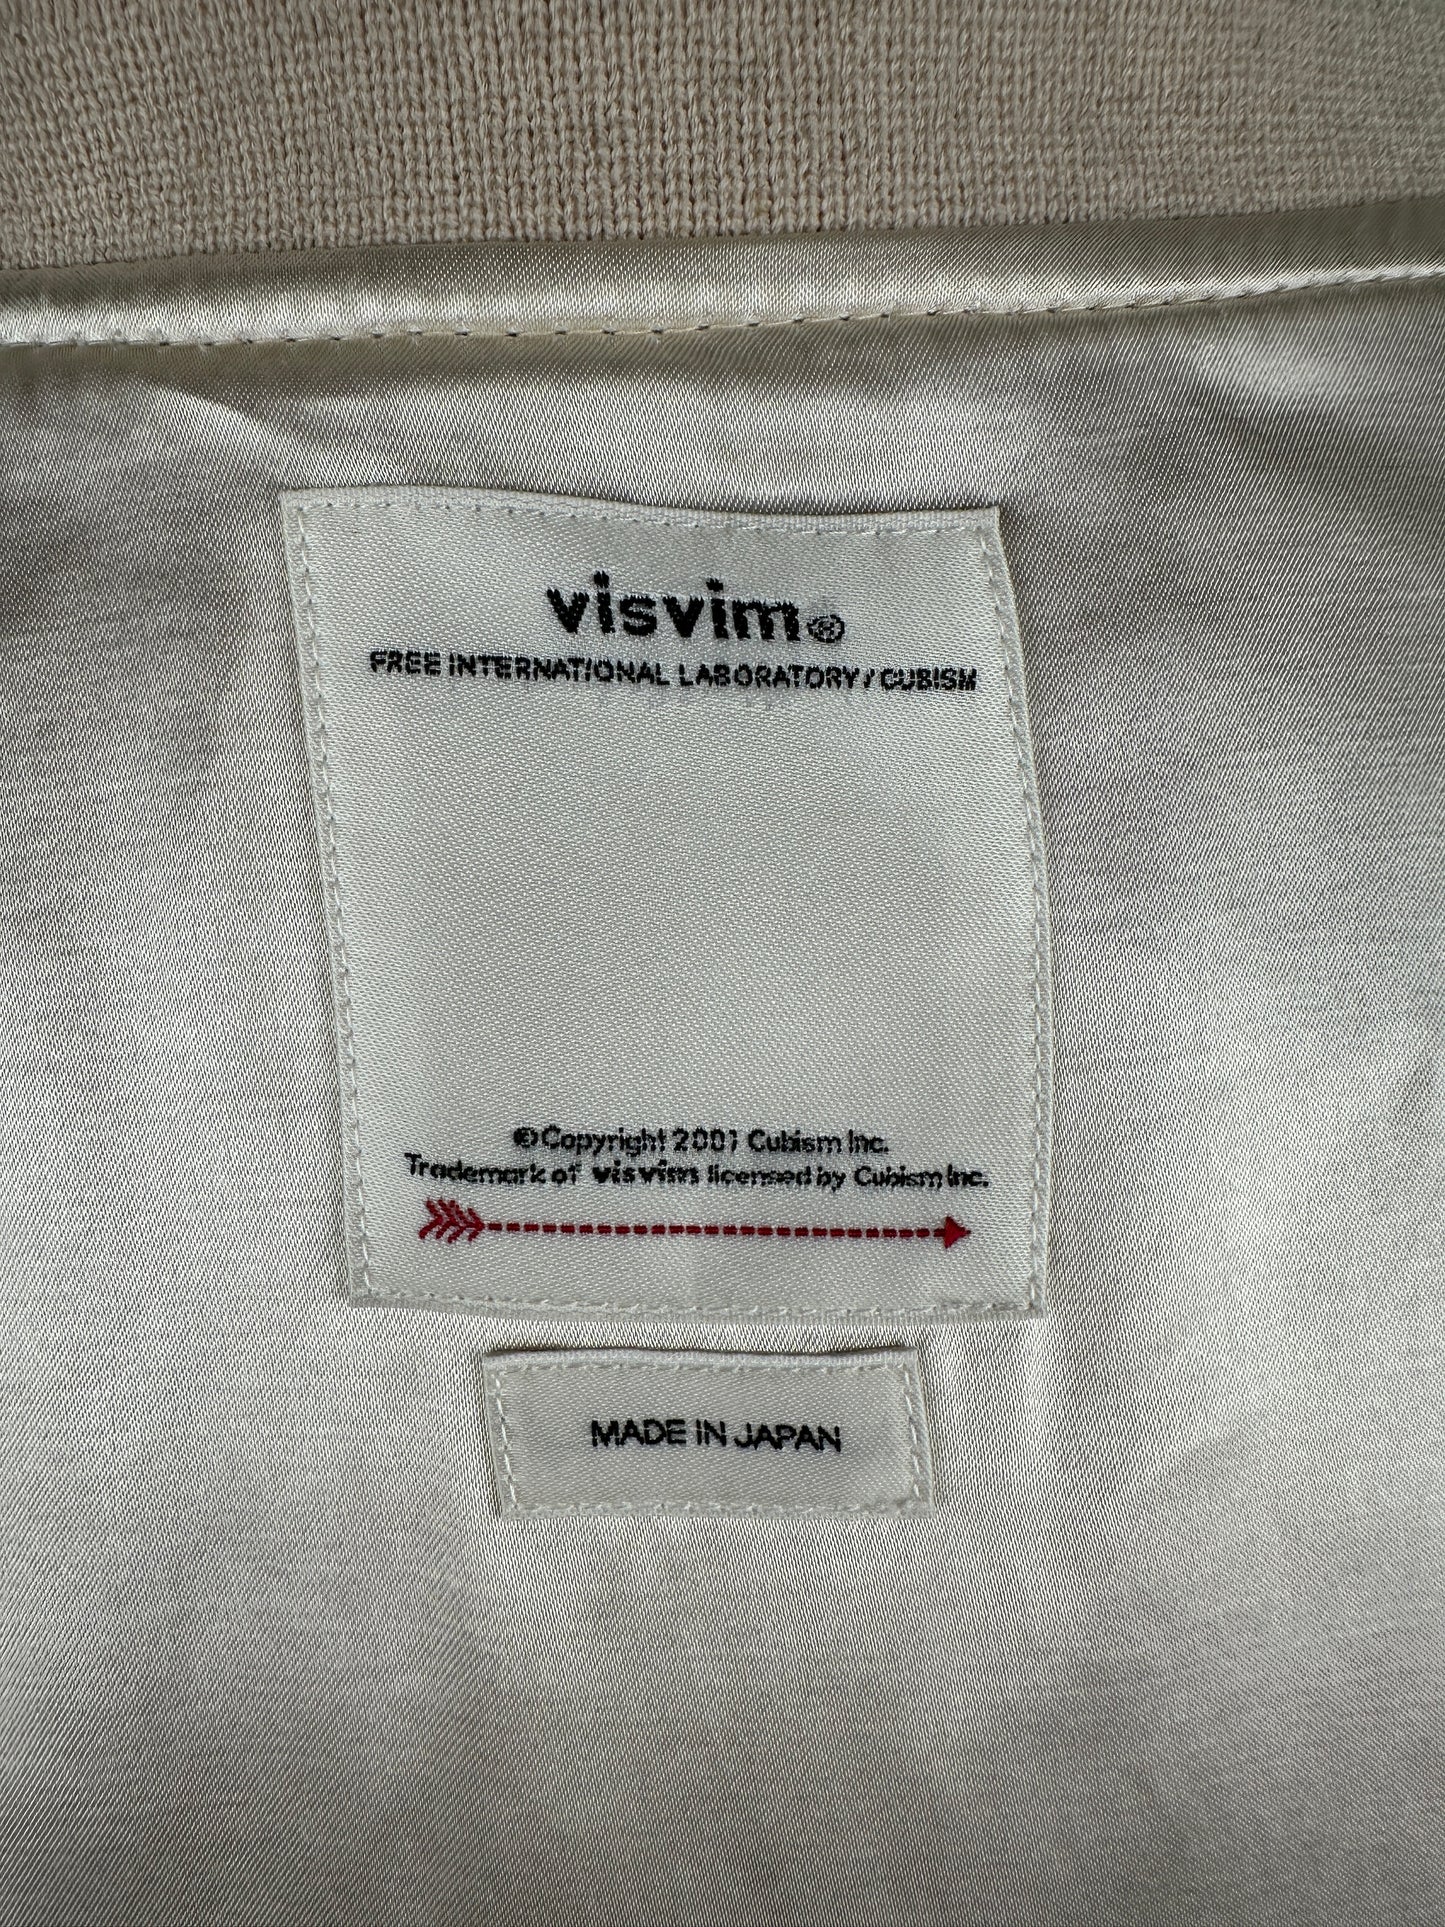 visvim®
FREE INTERNATIONAL LABORATORY / CUBISM
© Copyright 2001 Cubism Inc.
Trademark of visvim licensed by Cubism Inc.
MADE IN JAPAN